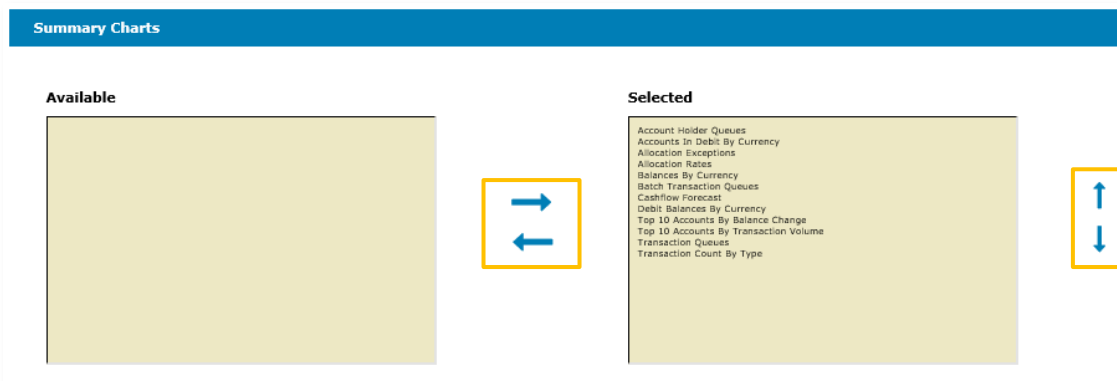 Summary Charts
Available
Selected
Account Holder Queues
Accounts In Debit By Currency
Allocation Exceptions
Allocation Rates
Balances By Currency
Batch Transaction Queues
Cashflow Forecast
Debit Balances By Currency
Top 10 Accounts By Balance Change
Top 10 Accounts By Transaction Volume
Transaction Queues
Transaction Count By Type